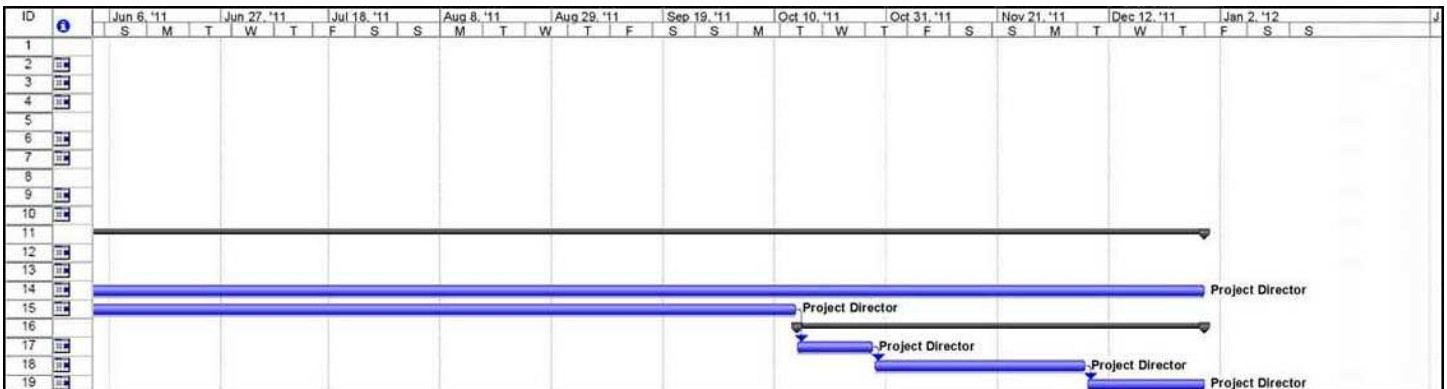 ID Jun 6, '11 Jun 27, '11 Jul 18, '11 Aug 8, '11 Aug 29, '11 Sep 19, '11 Oct 10, '11 Oct 31, '11 Nov 21, '11 Dec 12, '11 Jan 2, '12 J
S M T W T F S S M T W T F S S M T W T F S S M T W T F S S
1
2
3
4
5
6
7
8
9
10
11
12
13
14 Project Director
15 Project Director
16
17 Project Director
18 Project Director
19 Project Director